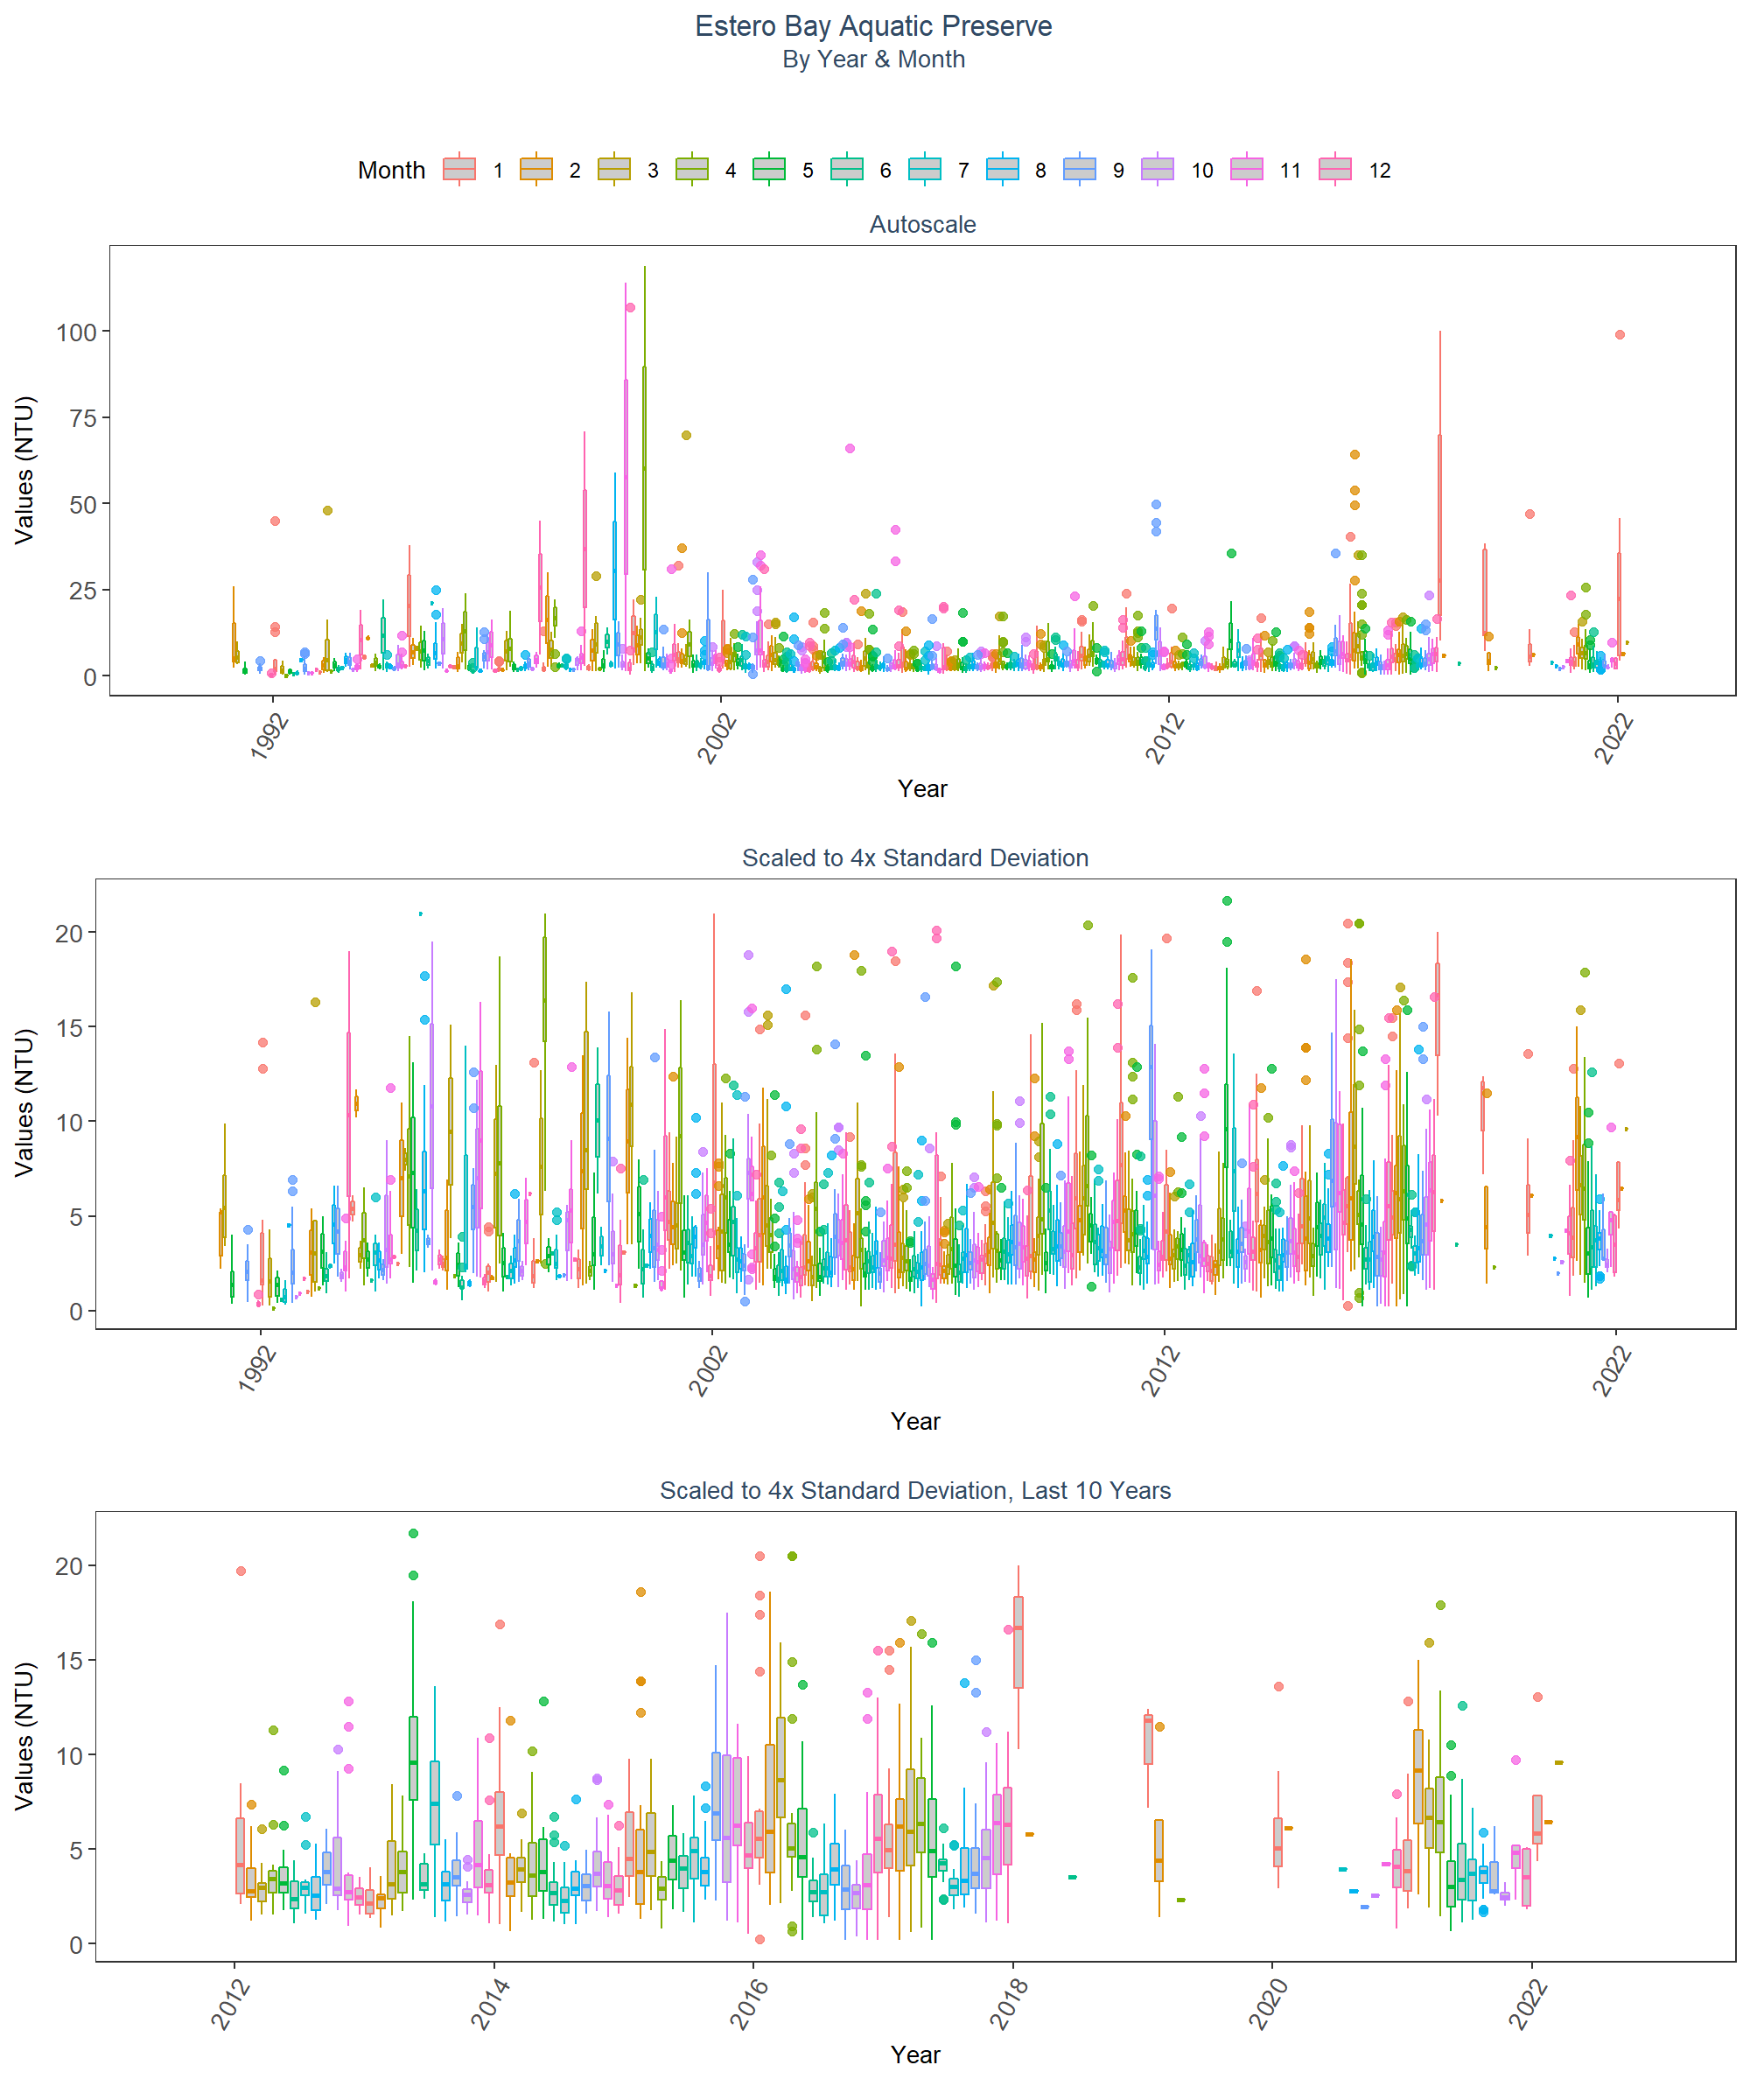 Estero Bay Aquatic Preserve
By Year & Month
Month 1 2 3 4 5 6 7 8 9 10 11 12
Autoscale
Values (NTU)
100
75
50
25
0
1992 2002 2012 2022
Year
Scaled to 4x Standard Deviation
Values (NTU)
20
15
10
5
0
1992 2002 2012 2022
Year
Scaled to 4x Standard Deviation, Last 10 Years
Values (NTU)
20
15
10
5
0
2012 2014 2016 2018 2020 2022
Year